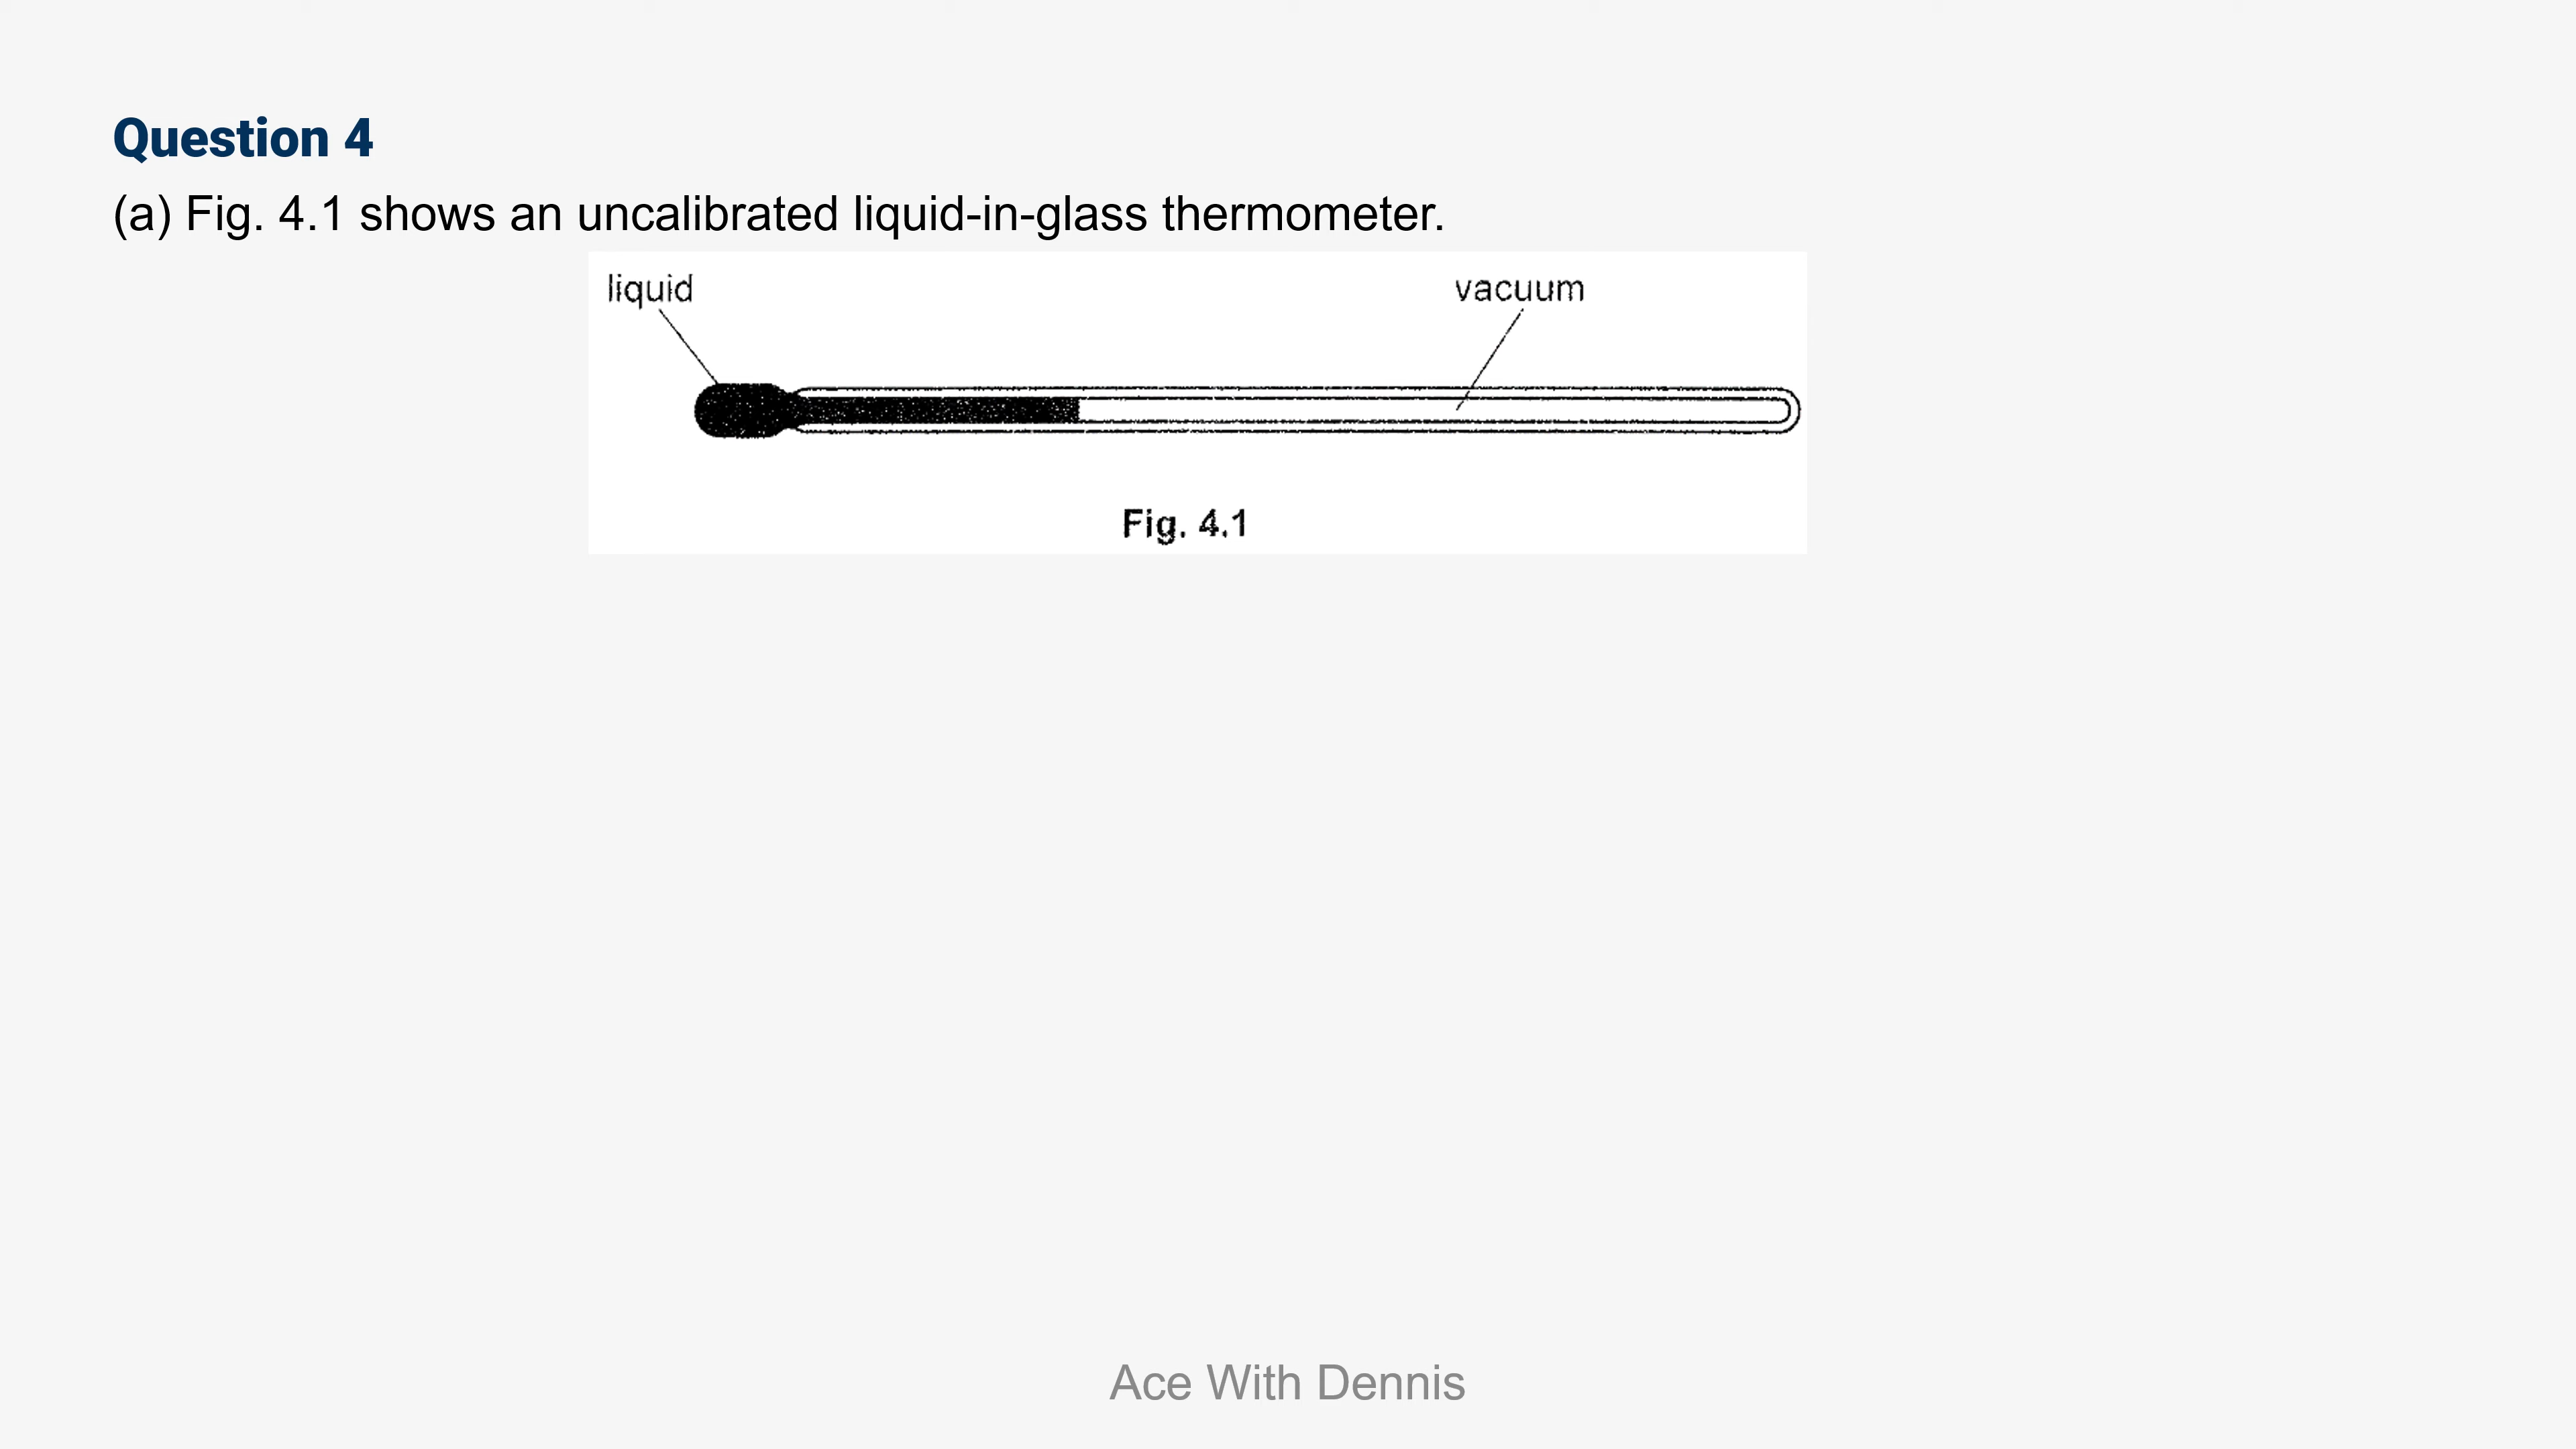 Question 4
(a) Fig. 4.1 shows an uncalibrated liquid-in-glass thermometer.
liquid
vacuum
Fig. 4.1
Ace With Dennis